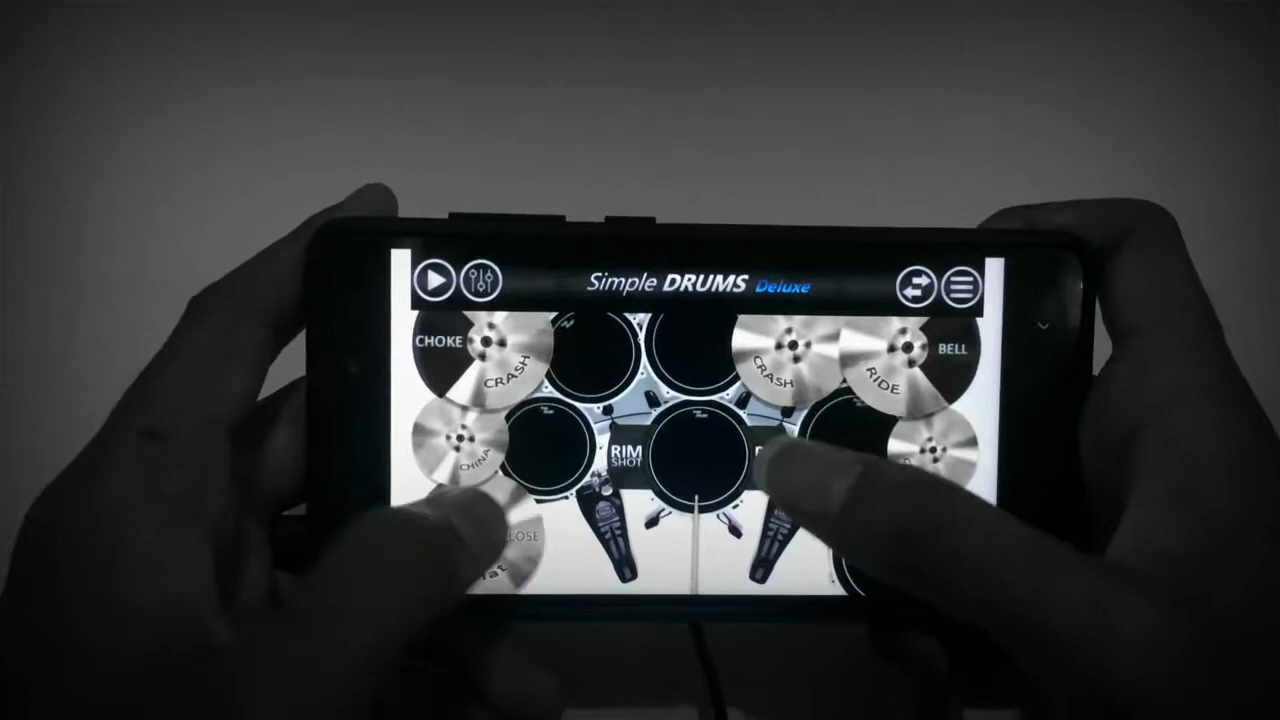 Simple DRUMS Deluxe
CHOKE
CRASH
CRASH
RIDE
BELL
CHINA
RIM
SHOT